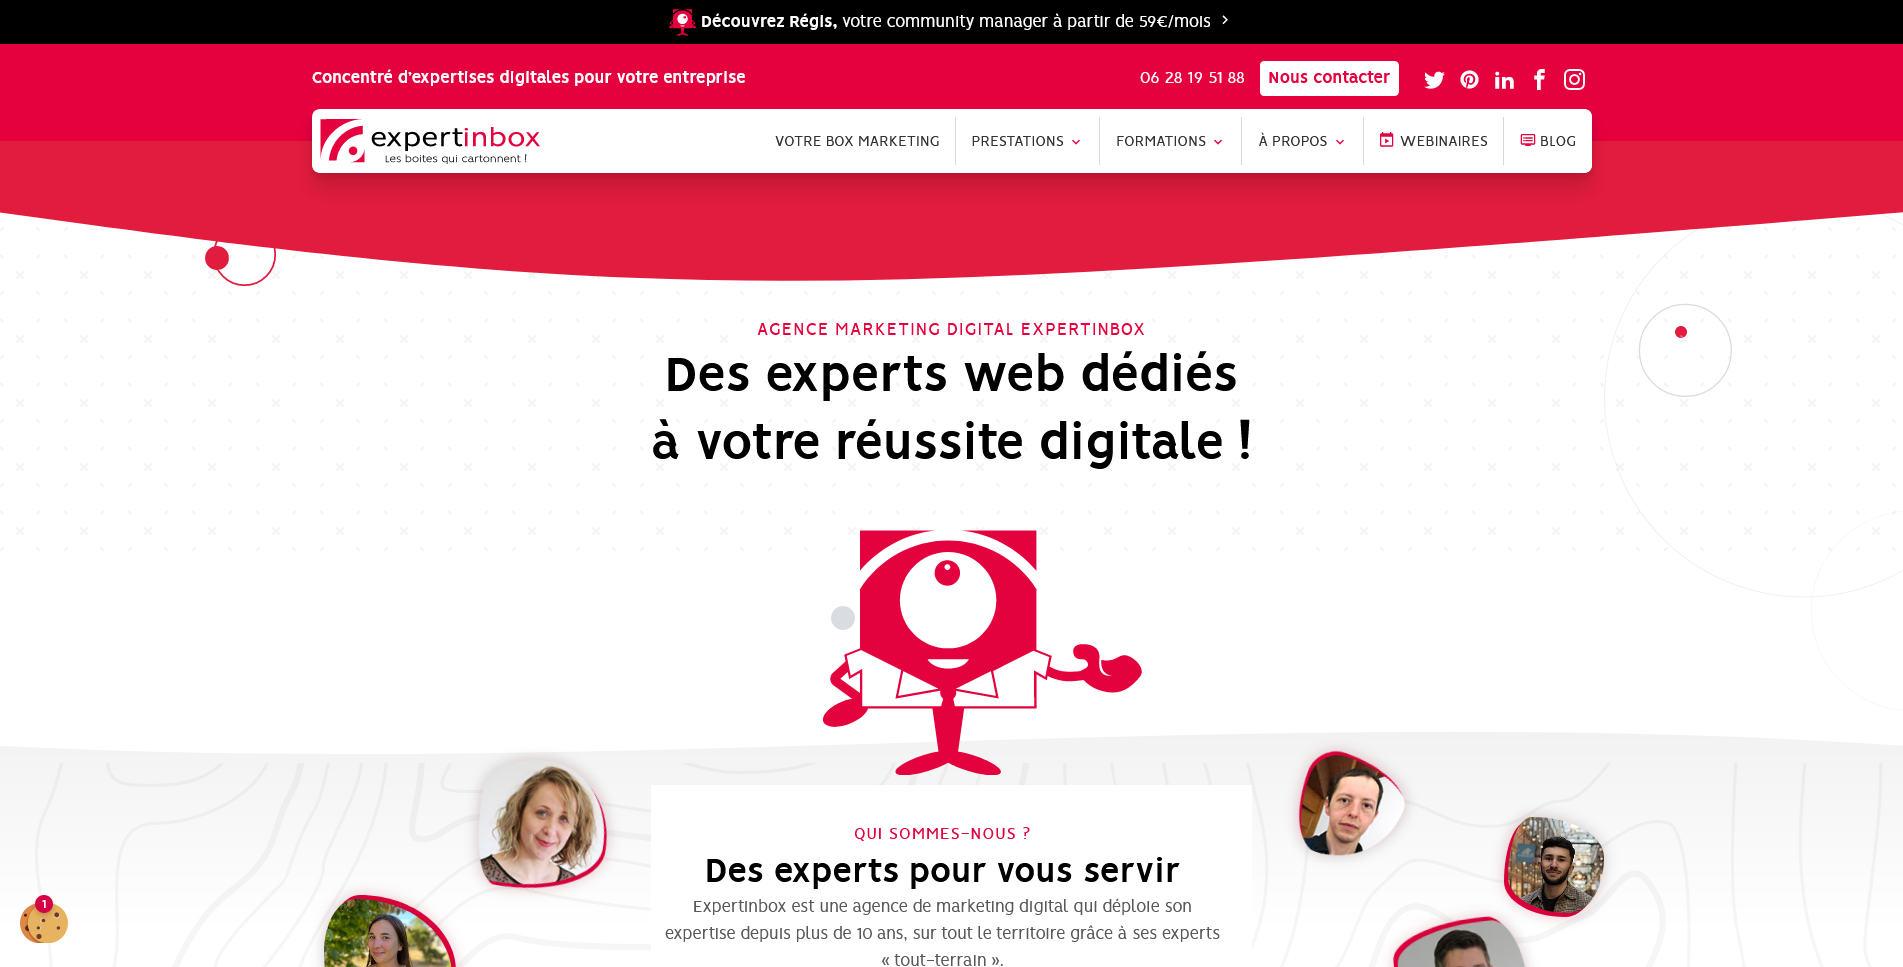 Découvrez Régis, votre community manager à partir de 59€/mois
Concentré d'expertises digitales pour votre entreprise
06 28 19 51 88
Nous contacter
expertinbox
Les boites qui cartonnent !
VOTRE BOX MARKETING
PRESTATIONS
FORMATIONS
À PROPOS
WEBINAIRES
BLOG
AGENCE MARKETING DIGITAL EXPERTINBOX
Des experts web dédiés
à votre réussite digitale !
QUI SOMMES-NOUS ?
Des experts pour vous servir
Expertinbox est une agence de marketing digital qui déploie son
expertise depuis plus de 10 ans, sur tout le territoire grâce à ses experts
« tout-terrain ».
1